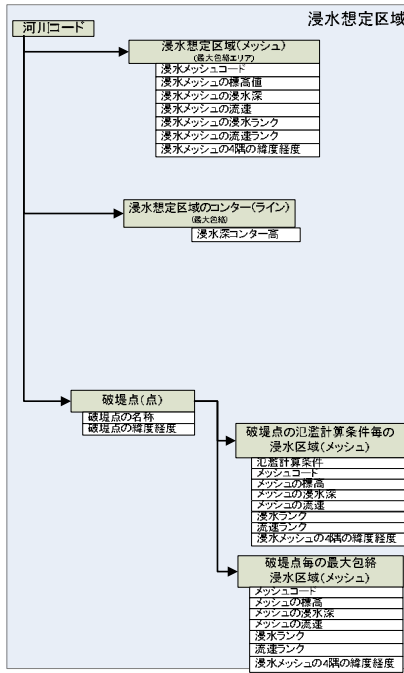 浸水想定区域
河川コード
浸水想定区域(メッシュ)
(最大包絡エリア)
浸水メッシュコード
浸水メッシュの標高値
浸水メッシュの浸水深
浸水メッシュの流速
浸水メッシュの浸水ランク
浸水メッシュの流速ランク
浸水メッシュの4隅の緯度経度
浸水想定区域のコンター(ライン)
(最大包絡)
浸水深コンター高
破堤点(点)
破堤点の名称
破堤点の緯度経度
破堤点の氾濫計算条件毎の
浸水区域(メッシュ)
氾濫計算条件
メッシュコード
メッシュの標高
メッシュの浸水深
メッシュの流速
浸水ランク
流速ランク
浸水メッシュの4隅の緯度経度
破堤点毎の最大包絡
浸水区域(メッシュ)
メッシュコード
メッシュの標高
メッシュの浸水深
メッシュの流速
浸水ランク
流速ランク
浸水メッシュの4隅の緯度経度